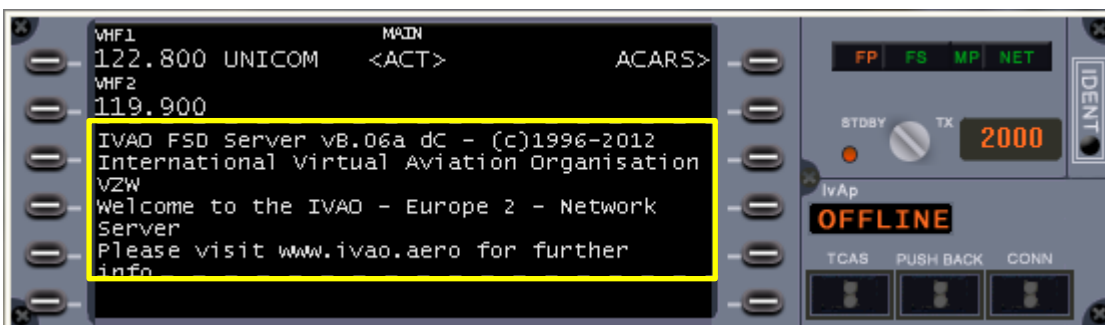 VHF1 MAIN
122.800 UNICOM <ACT> ACARS>
VHF2
119.900
IVAO FSD Server vB.06a dC - (c)1996-2012
International Virtual Aviation Organisation
VZW
Welcome to the IVAO - Europe 2 - Network
Server
Please visit www.ivao.aero for further
info
FP FS MP NET
IDENT
STDBY TX 2000
IvAp
OFFLINE
TCAS PUSH BACK CONN